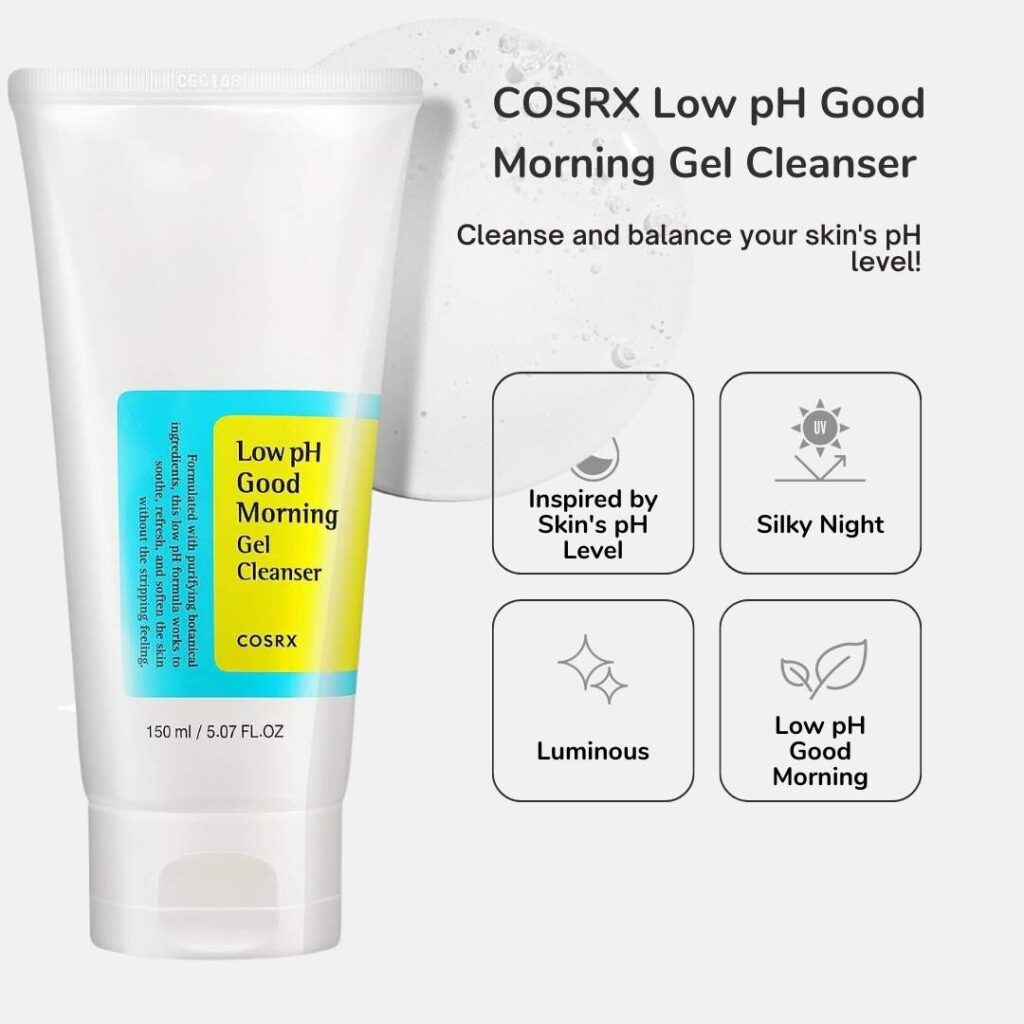 CGC148
COSRX Low pH Good
Morning Gel Cleanser
Cleanse and balance your skin's pH
level!
Formulated with purifying botanical
ingredients, this low pH formula works to
soothe, refresh, and soften the skin
without the stripping feeling.
Low pH
Good
Morning
Gel
Cleanser
COSRX
150 ml / 5.07 FL.OZ
Inspired by
Skin's pH
Level
UV
Silky Night
Luminous
Low pH
Good
Morning